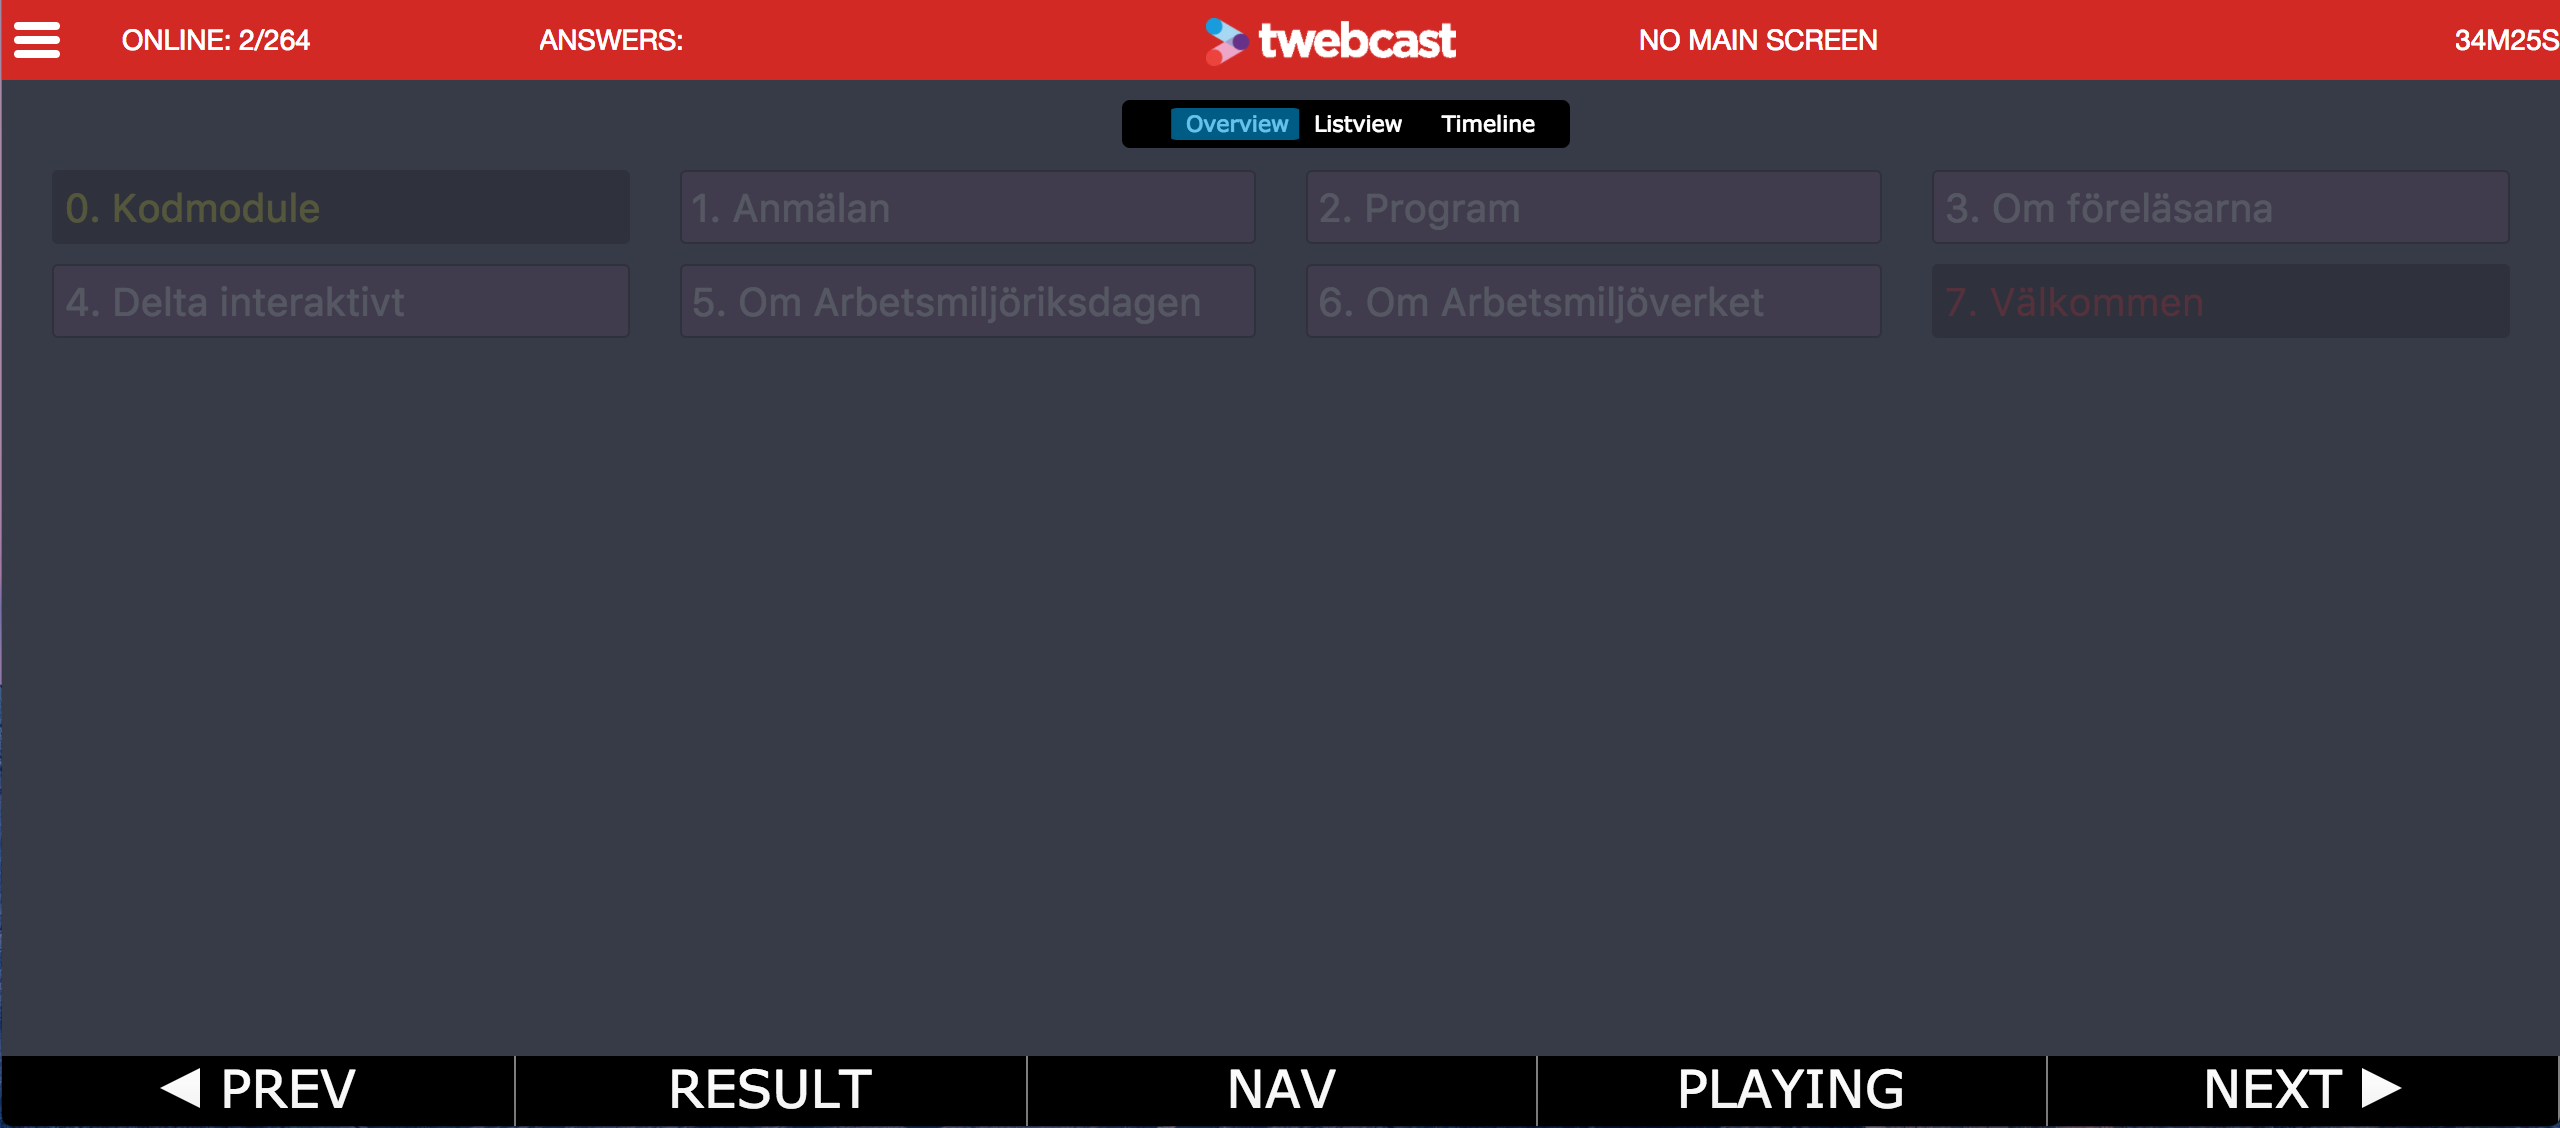 ONLINE: 2/264 ANSWERS: twebcast NO MAIN SCREEN 34M25S
Overview Listview Timeline
0. Kodmodule 1. Anmälan 2. Program 3. Om föreläsarna
4. Delta interaktivt 5. Om Arbetsmiljöriksdagen 6. Om Arbetsmiljöverket 7. Välkommen
PREV RESULT NAV PLAYING NEXT